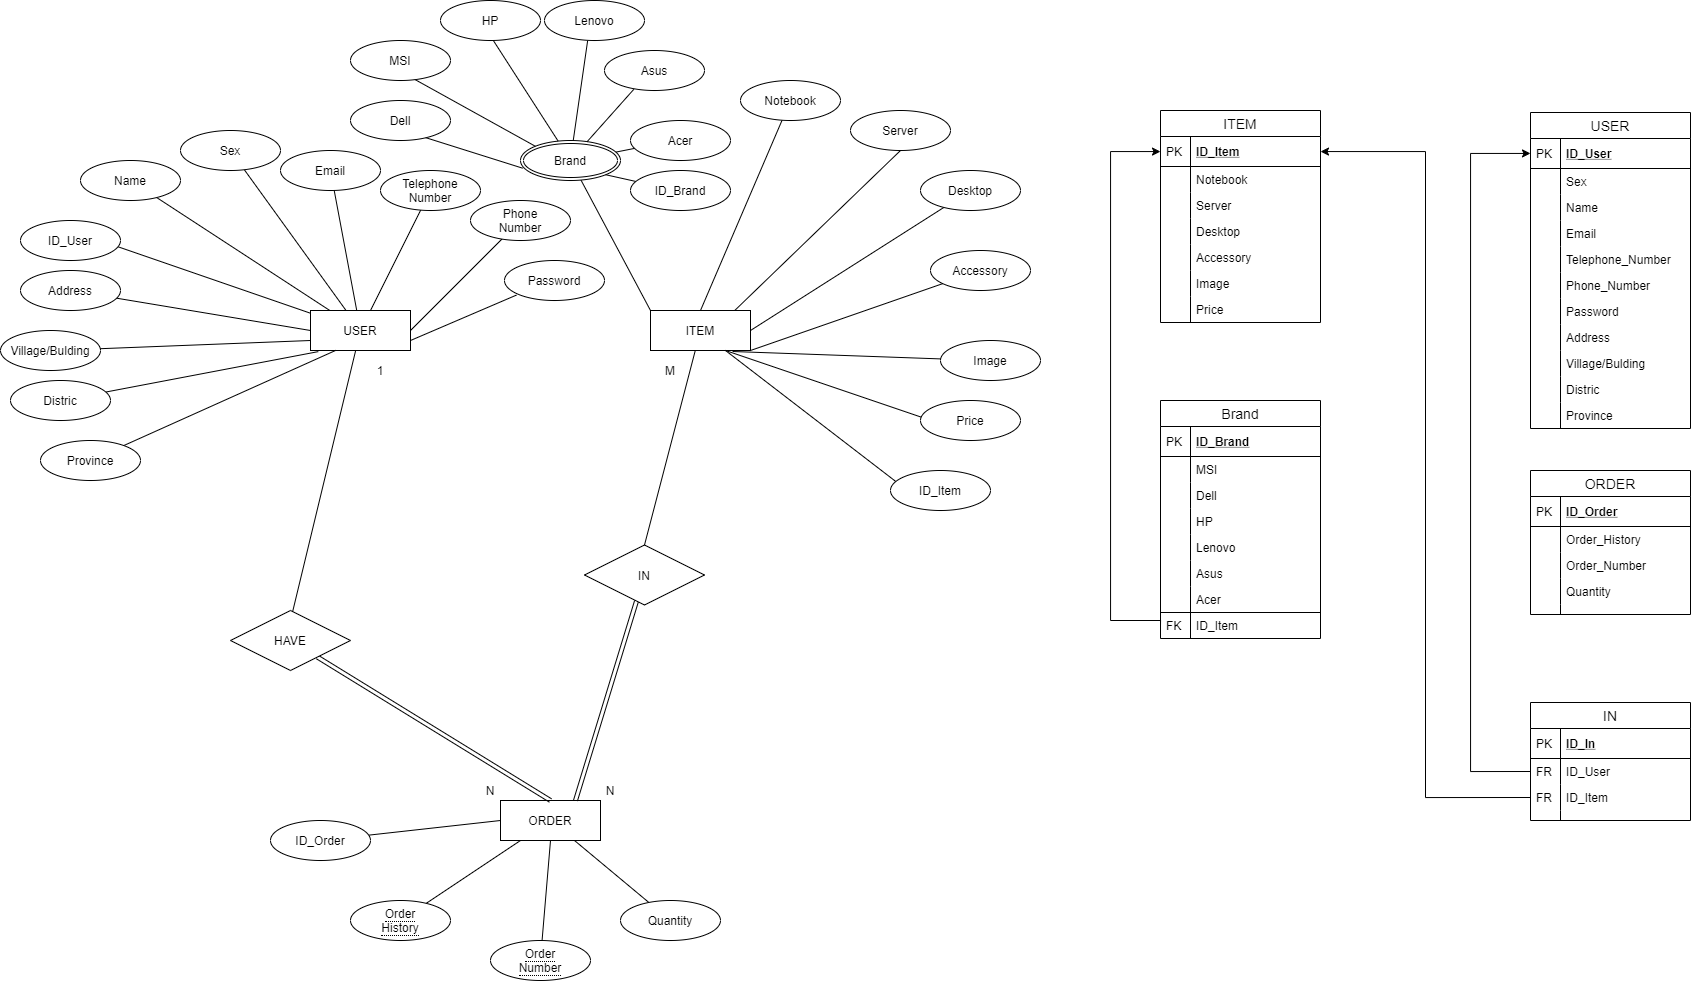 HP
Lenovo
MSI
Asus
Dell
Acer
Brand
ID_Brand
Notebook
Server
Desktop
Accessory
Image
Price
ID_Item
Sex
Name
Email
Telephone
Number
Phone
Number
Password
ID_User
Address
Village/Bulding
Distric
Province
USER
ITEM
1
M
IN
HAVE
N
N
ORDER
ID_Order
Order
History
Order
Number
Quantity
ITEM
PK ID_Item
Notebook
Server
Desktop
Accessory
Image
Price
Brand
PK ID_Brand
MSI
Dell
HP
Lenovo
Asus
Acer
FK ID_Item
USER
PK ID_User
Sex
Name
Email
Telephone_Number
Phone_Number
Password
Address
Village/Bulding
Distric
Province
ORDER
PK ID_Order
Order_History
Order_Number
Quantity
IN
PK ID_In
FR ID_User
FR ID_Item